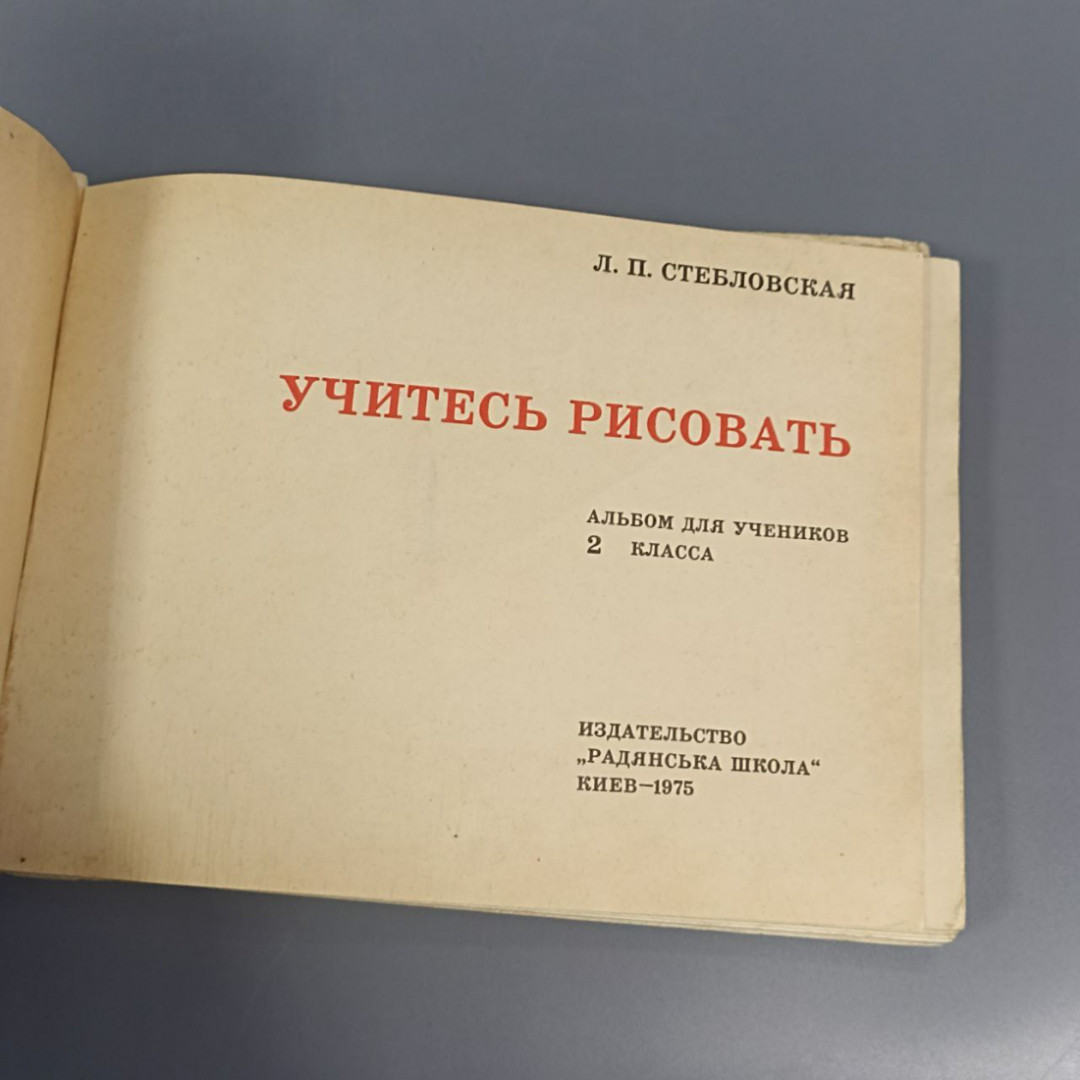 Л. П. СТЕБЛОВСКАЯ
УЧИТЕСЬ РИСОВАТЬ
АЛЬБОМ ДЛЯ УЧЕНИКОВ
2 КЛАССА
ИЗДАТЕЛЬСТВО
„РАДЯНСЬКА ШКОЛА“
КИЕВ—1975